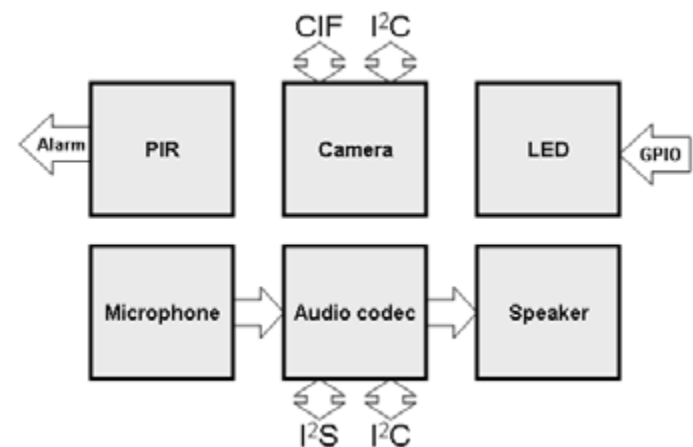 CIF I²C
Alarm PIR Camera LED GPIO
Microphone Audio codec Speaker
I²S I²C